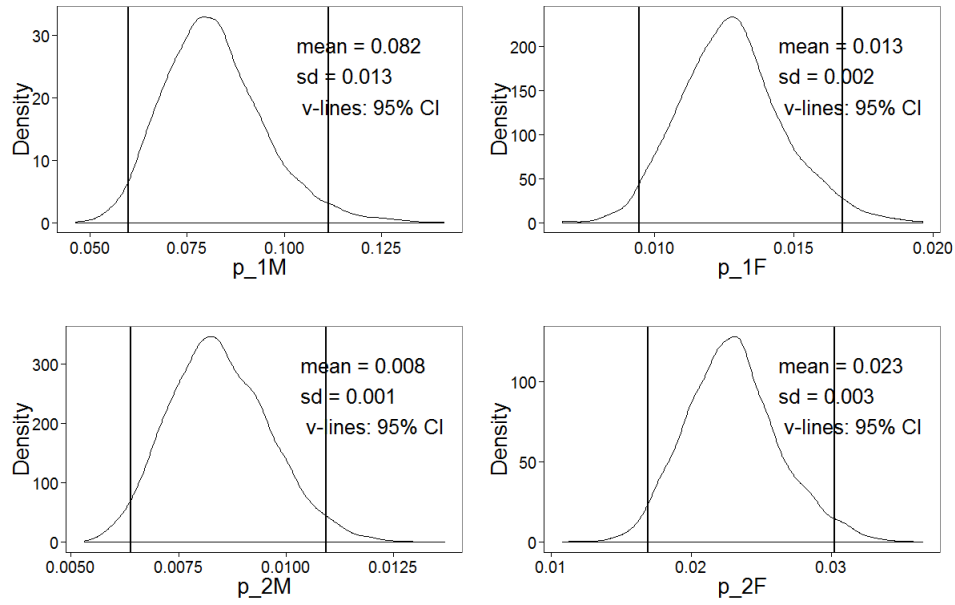 mean = 0.082
sd = 0.013
v-lines: 95% CI
Density
30
20
10
0
0.050 0.075 0.100 0.125
p_1M
mean = 0.013
sd = 0.002
v-lines: 95% CI
Density
200
150
100
50
0
0.010 0.015 0.020
p_1F
mean = 0.008
sd = 0.001
v-lines: 95% CI
Density
300
200
100
0
0.0050 0.0075 0.0100 0.0125
p_2M
mean = 0.023
sd = 0.003
v-lines: 95% CI
Density
100
50
0
0.01 0.02 0.03
p_2F